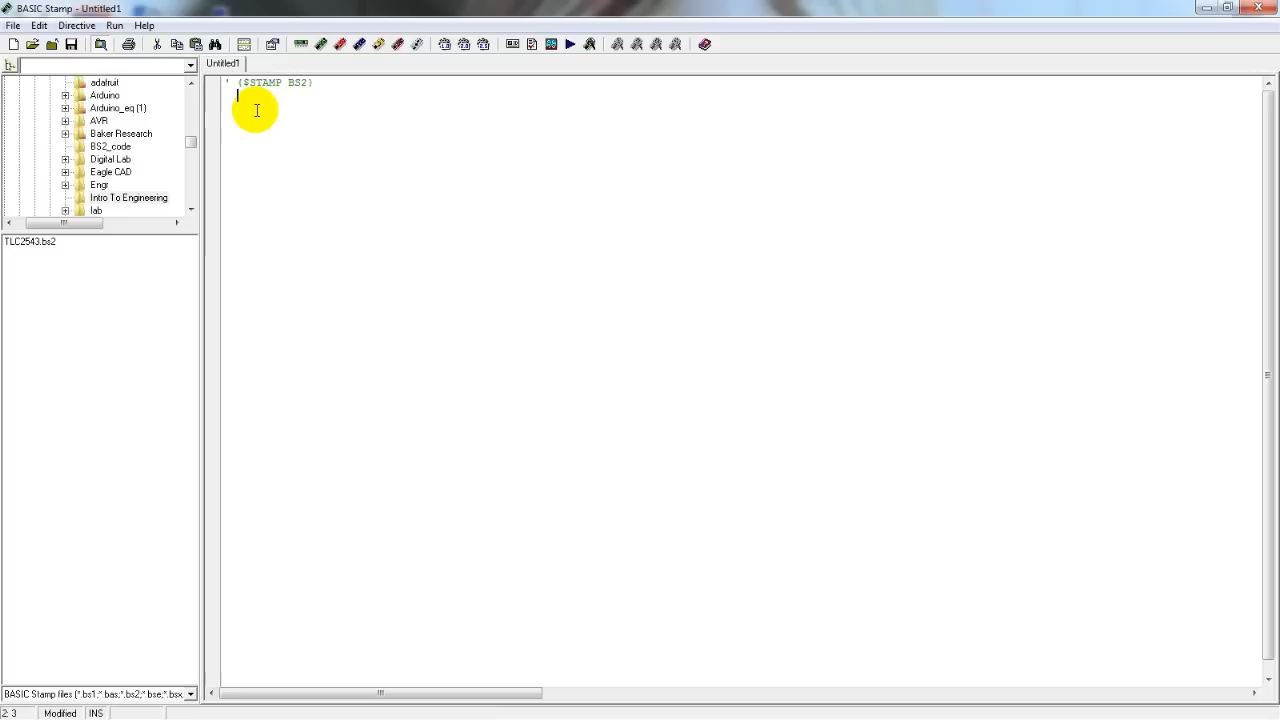 BASIC Stamp - Untitled1
File Edit Directive Run Help
Untitled1
' {$STAMP BS2}
adafruit
Arduino
Arduino_eq (1)
AVR
Baker Research
BS2_code
Digital Lab
Eagle CAD
Engr
Intro To Engineering
lab
TLC2543.bs2
BASIC Stamp files (*.bs1;*.bas;*.bs2;*.bse;*.bsx
2: 3 Modified INS